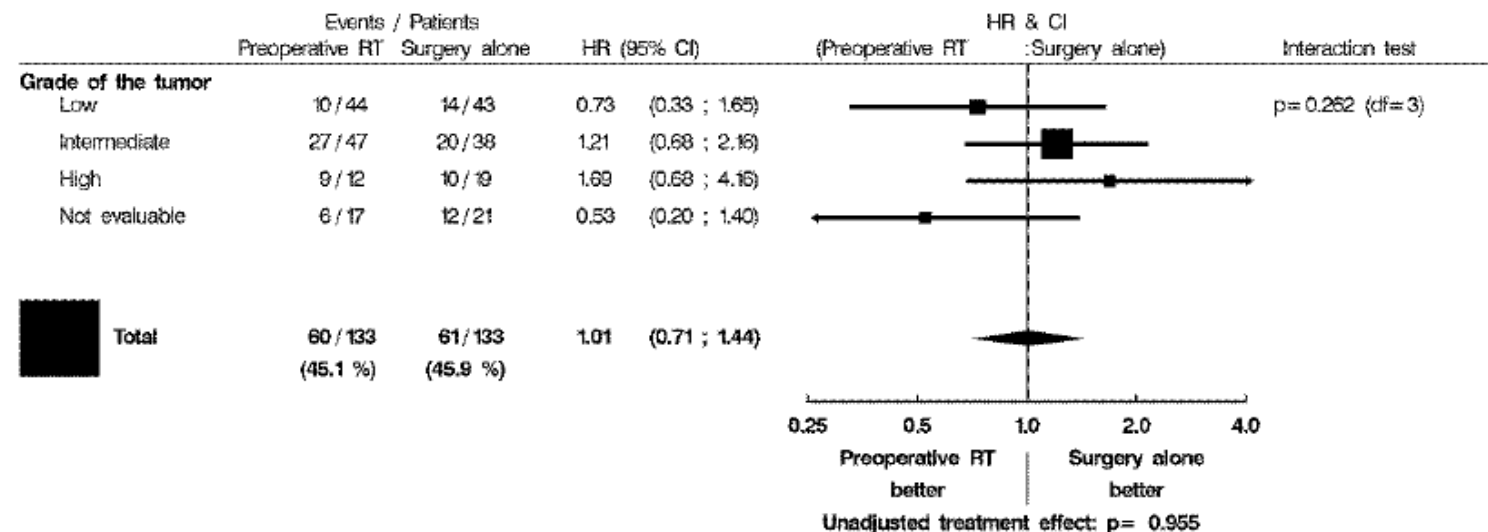 Events / Patients HR & CI
Preoperative RT Surgery alone HR (95% CI) (Preoperative RT :Surgery alone) Interaction test
Grade of the tumor
Low 10/44 14/43 0.73 (0.33 ; 1.65) p=0.262 (df=3)
Intermediate 27/47 20/38 1.21 (0.68 ; 2.16)
High 9/12 10/19 1.69 (0.68 ; 4.16)
Not evaluable 6/17 12/21 0.53 (0.20 ; 1.40)
Total 60/133 61/133 1.01 (0.71 ; 1.44)
(45.1 %) (45.9 %)
0.25 0.5 1.0 2.0 4.0
Preoperative RT Surgery alone
better better
Unadjusted treatment effect: p= 0.955